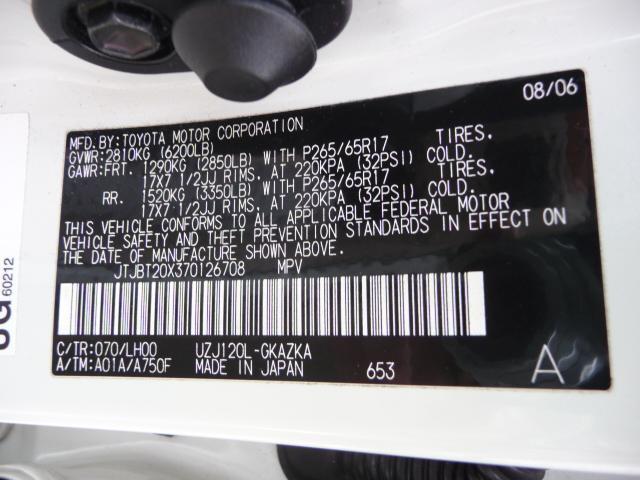 08/06
MFD.BY:TOYOTA MOTOR CORPORATION
GVWR:2810KG (6200LB)
GAWR:FRT. 1290KG (2850LB) WITH P265/65R17 TIRES.
17X7 1/2JJ RIMS. AT 220KPA (32PSI) COLD.
RR. 1520KG (3350LB) WITH P265/65R17 TIRES.
17X7 1/2JJ RIMS. AT 220KPA (32PSI) COLD.
THIS VEHICLE CONFORMS TO ALL APPLICABLE FEDERAL MOTOR
VEHICLE SAFETY AND THEFT PREVENTION STANDARDS IN EFFECT ON
THE DATE OF MANUFACTURE SHOWN ABOVE.
JTJBT20X370126708 MPV
C/TR:070/LH00 UZJ120L-GKAZKA
A/TM:A01A/A750F MADE IN JAPAN 653 A
60212